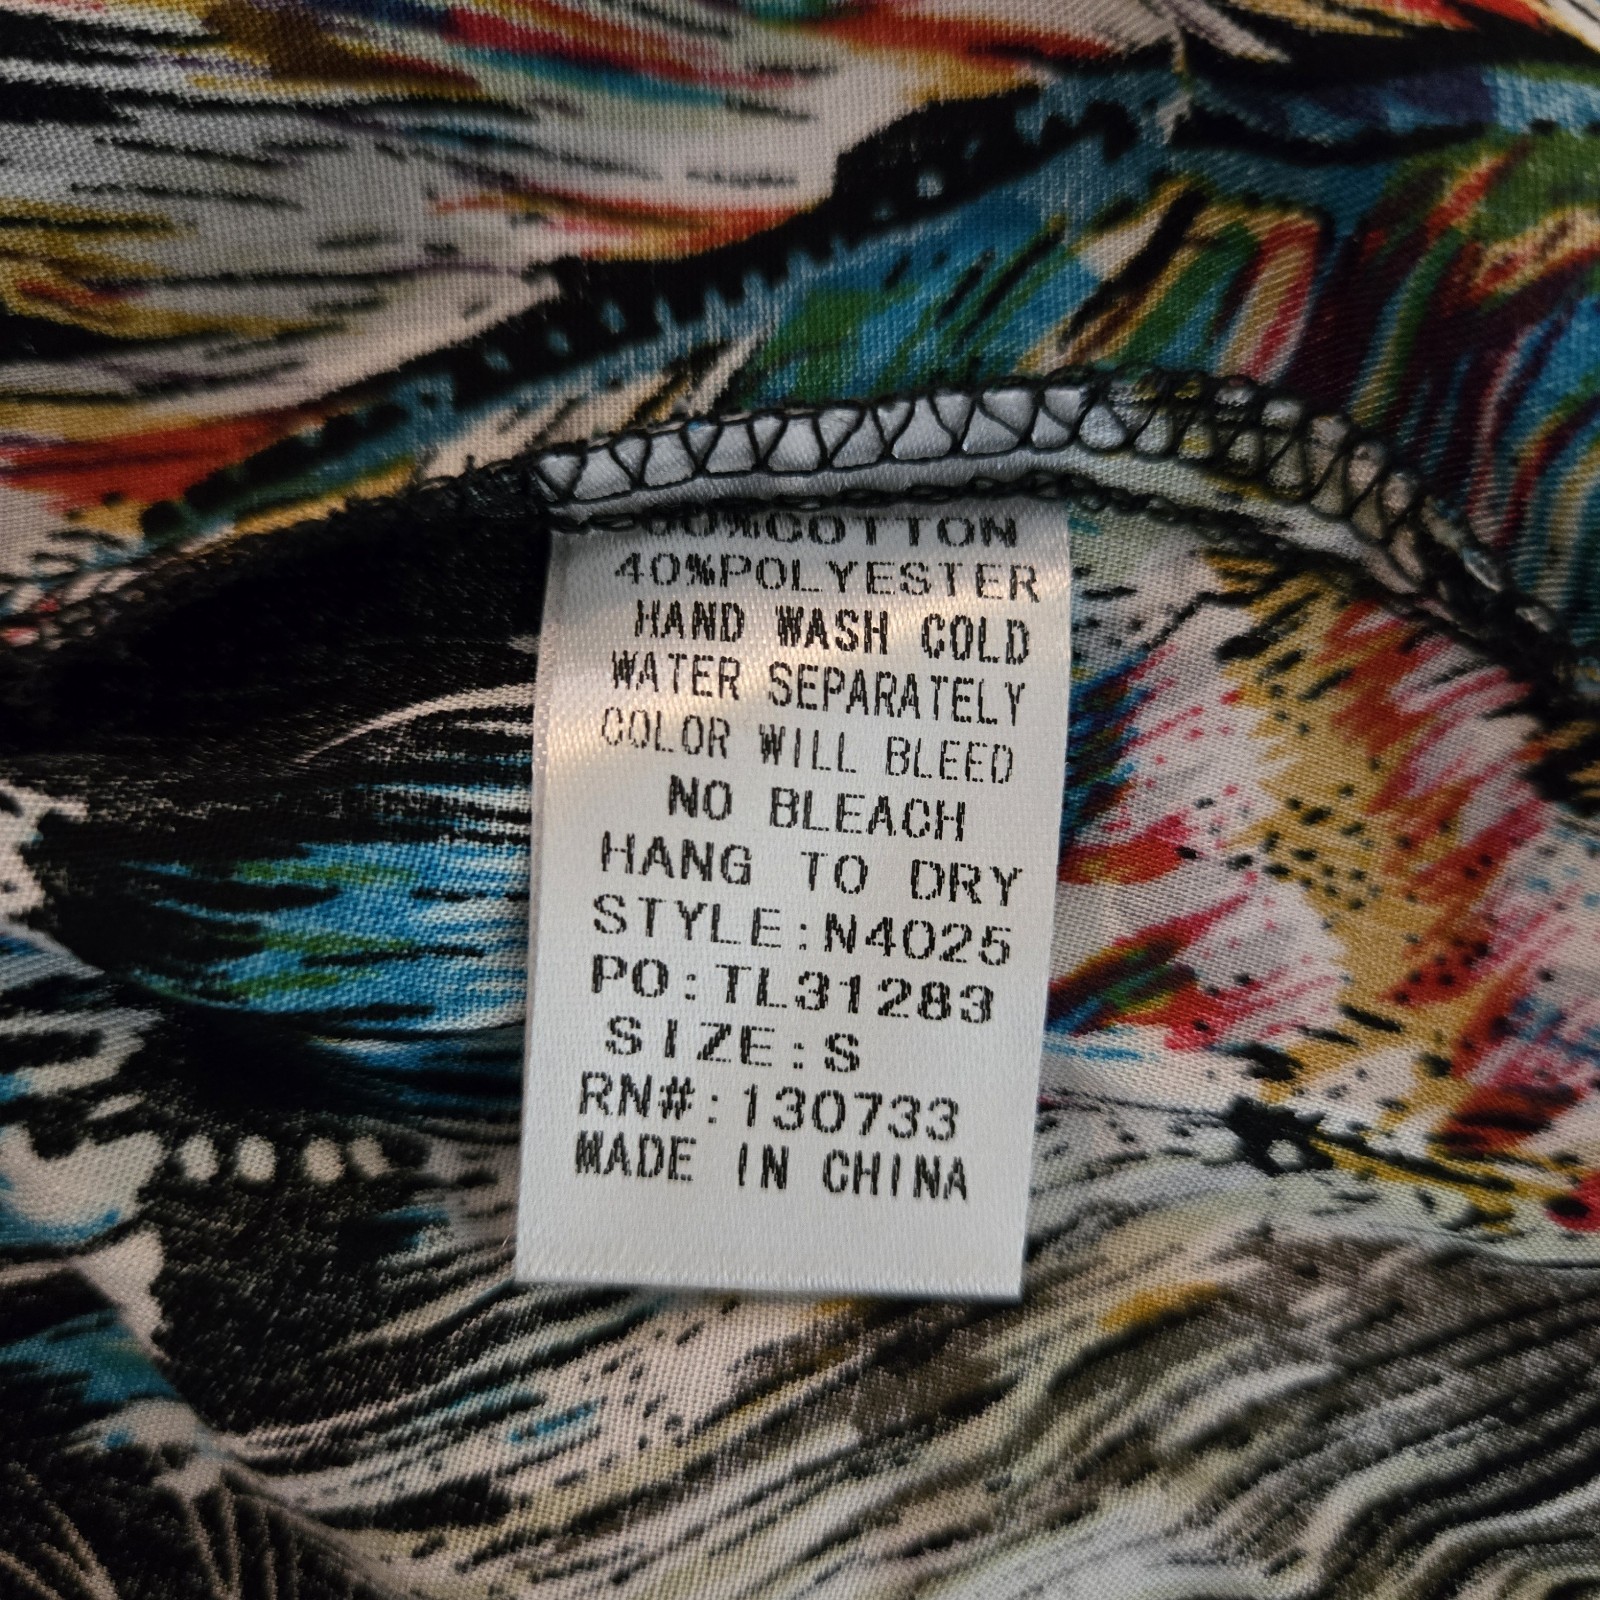 60%COTTON
40%POLYESTER
HAND WASH COLD
WATER SEPARATELY
COLOR WILL BLEED
NO BLEACH
HANG TO DRY
STYLE:N4025
PO:TL31283
SIZE:S
RN#:130733
MADE IN CHINA